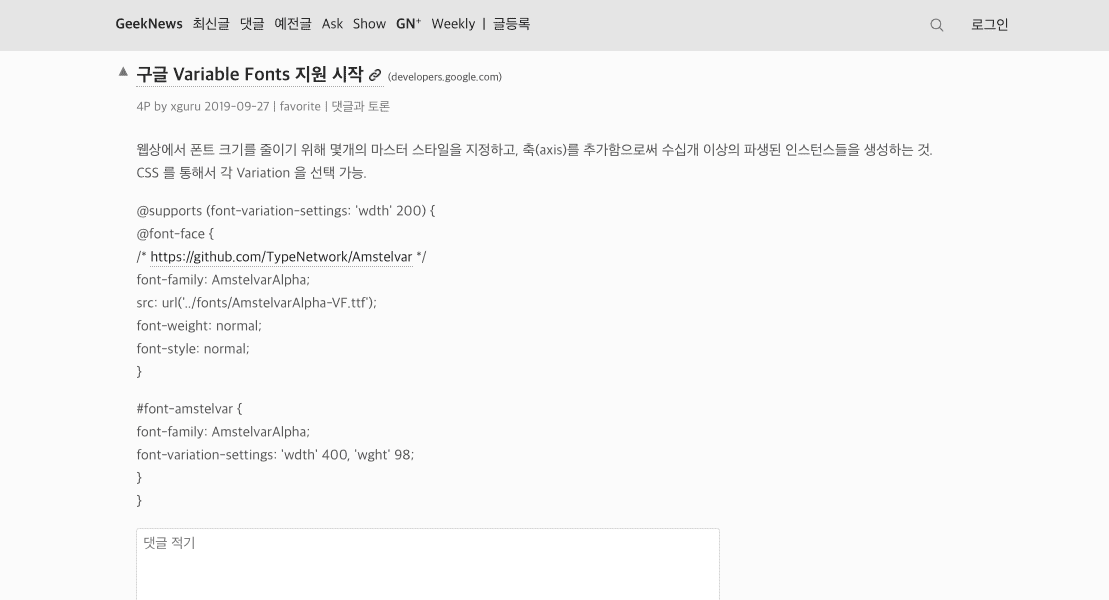 GeekNews 최신글 댓글 예전글 Ask Show GN⁺ Weekly | 글등록 로그인
▲ 구글 Variable Fonts 지원 시작 (developers.google.com)
4P by xguru 2019-09-27 | favorite | 댓글과 토론
웹상에서 폰트 크기를 줄이기 위해 몇개의 마스터 스타일을 지정하고, 축(axis)를 추가함으로써 수십개 이상의 파생된 인스턴스들을 생성하는 것.
CSS 를 통해서 각 Variation 을 선택 가능.
@supports (font-variation-settings: 'wdth' 200) {
@font-face {
/* https://github.com/TypeNetwork/Amstelvar */
font-family: AmstelvarAlpha;
src: url('../fonts/AmstelvarAlpha-VF.ttf');
font-weight: normal;
font-style: normal;
}
#font-amstelvar {
font-family: AmstelvarAlpha;
font-variation-settings: 'wdth' 400, 'wght' 98;
}
}
댓글 적기